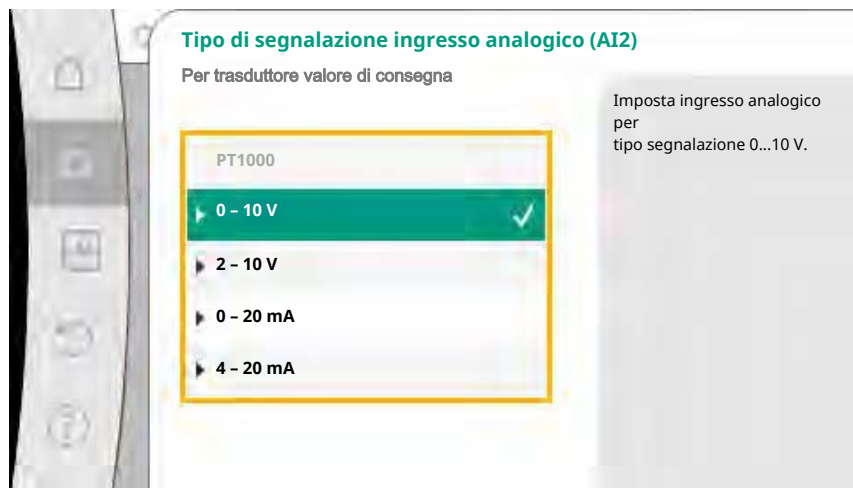 Tipo di segnalazione ingresso analogico (AI2)
Per trasduttore valore di consegna
PT1000
0 – 10 V
2 – 10 V
0 – 20 mA
4 – 20 mA
Imposta ingresso analogico
per
tipo segnalazione 0...10 V.